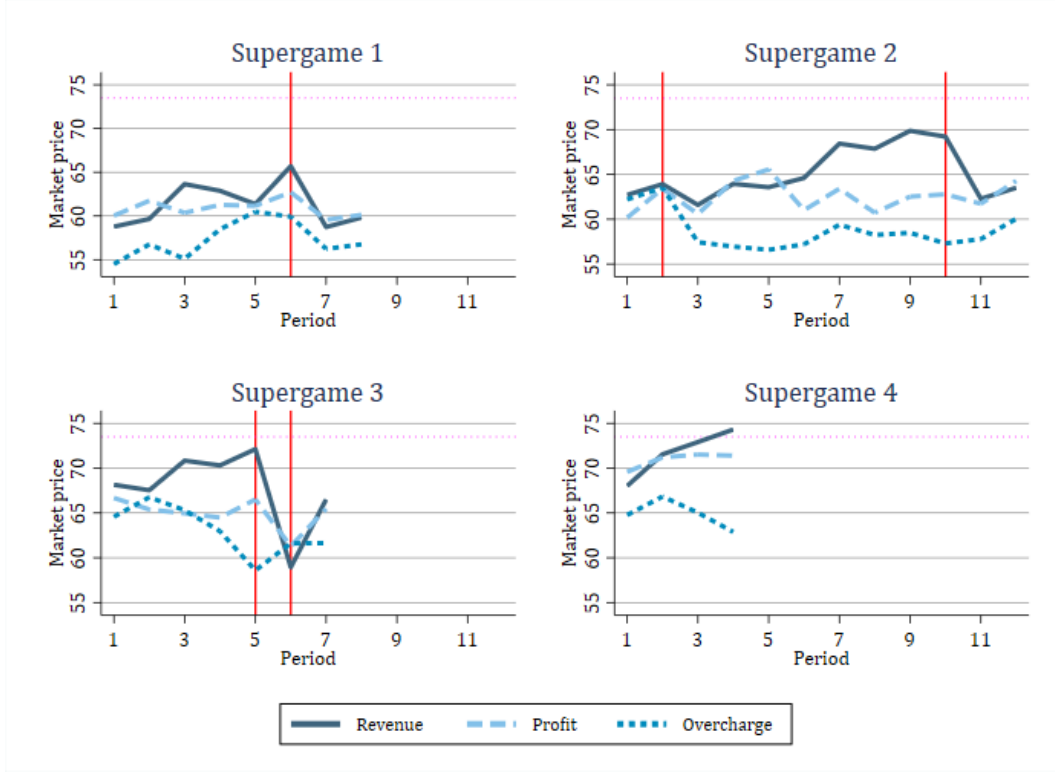 Supergame 1
Market price
75
70
65
60
55
1 3 5 7 9 11
Period
Supergame 2
Market price
75
70
65
60
55
1 3 5 7 9 11
Period
Supergame 3
Market price
75
70
65
60
55
1 3 5 7 9 11
Period
Supergame 4
Market price
75
70
65
60
55
1 3 5 7 9 11
Period
Revenue Profit Overcharge